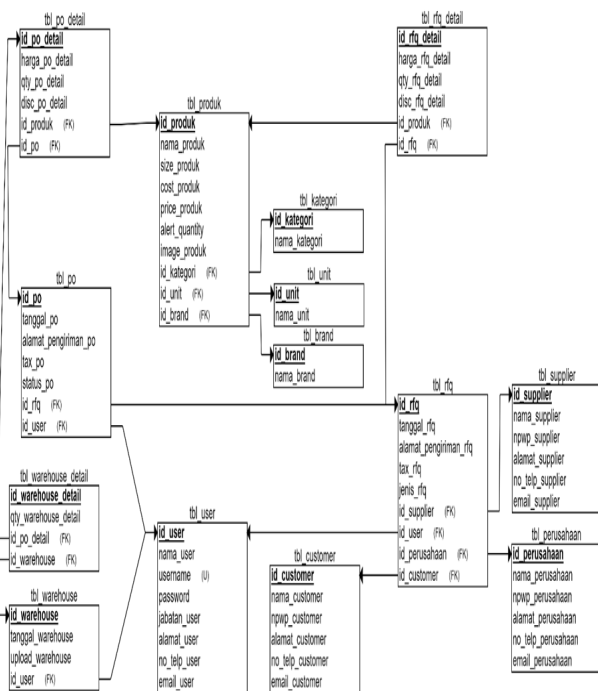 tbl_po_detail
id_po_detail
harga_po_detail
qty_po_detail
disc_po_detail
id_produk (FK)
id_po (FK)
tbl_rfq_detail
id_rfq_detail
harga_rfq_detail
qty_rfq_detail
disc_rfq_detail
id_produk (FK)
id_rfq (FK)
tbl_produk
id_produk
nama_produk
size_produk
cost_produk
price_produk
alert_quantity
image_produk
id_kategori (FK)
id_unit (FK)
id_brand (FK)
tbl_kategori
id_kategori
nama_kategori
tbl_unit
id_unit
nama_unit
tbl_brand
id_brand
nama_brand
tbl_po
id_po
tanggal_po
alamat_pengiriman_po
tax_po
status_po
id_rfq (FK)
id_user (FK)
tbl_rfq
id_rfq
tanggal_rfq
alamat_pengiriman_rfq
tax_rfq
jenis_rfq
id_supplier (FK)
id_user (FK)
id_perusahaan (FK)
id_customer (FK)
tbl_supplier
id_supplier
nama_supplier
npwp_supplier
alamat_supplier
no_telp_supplier
email_supplier
tbl_warehouse_detail
id_warehouse_detail
qty_warehouse_detail
id_po_detail (FK)
id_warehouse (FK)
tbl_user
id_user
nama_user
username (U)
password
jabatan_user
alamat_user
no_telp_user
email_user
tbl_customer
id_customer
nama_customer
npwp_customer
alamat_customer
no_telp_customer
email_customer
tbl_perusahaan
id_perusahaan
nama_perusahaan
npwp_perusahaan
alamat_perusahaan
no_telp_perusahaan
email_perusahaan
tbl_warehouse
id_warehouse
tanggal_warehouse
upload_warehouse
id_user (FK)